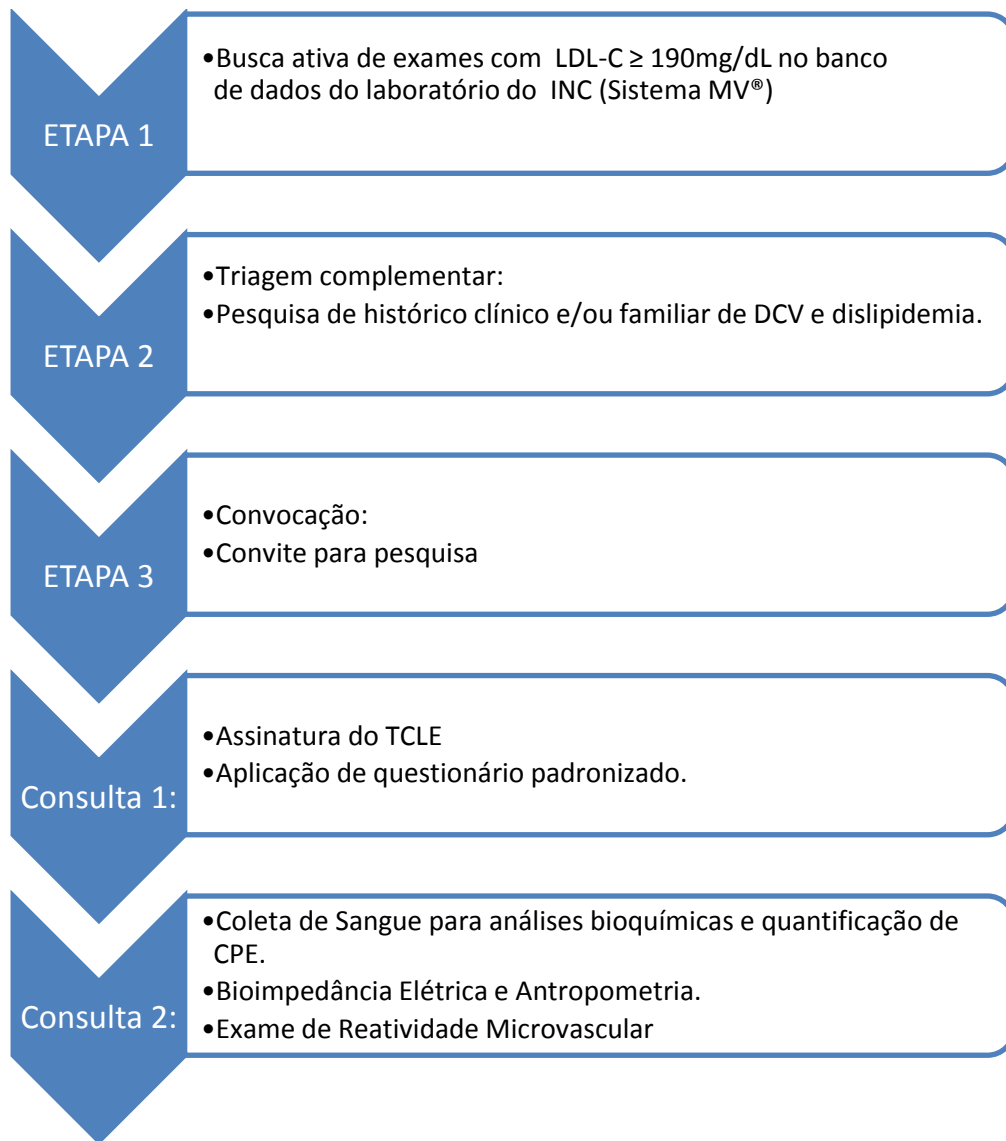 ETAPA 1
•Busca ativa de exames com LDL-C ≥ 190mg/dL no banco
de dados do laboratório do INC (Sistema MV®)
ETAPA 2
•Triagem complementar:
•Pesquisa de histórico clínico e/ou familiar de DCV e dislipidemia.
ETAPA 3
•Convocação:
•Convite para pesquisa
Consulta 1:
•Assinatura do TCLE
•Aplicação de questionário padronizado.
Consulta 2:
•Coleta de Sangue para análises bioquímicas e quantificação de
CPE.
•Bioimpedância Elétrica e Antropometria.
•Exame de Reatividade Microvascular